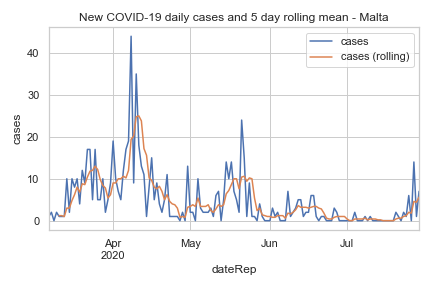 New COVID-19 daily cases and 5 day rolling mean - Malta
cases
cases (rolling)
40
30
20
10
0
cases
Apr
2020
May
Jun
Jul
dateRep